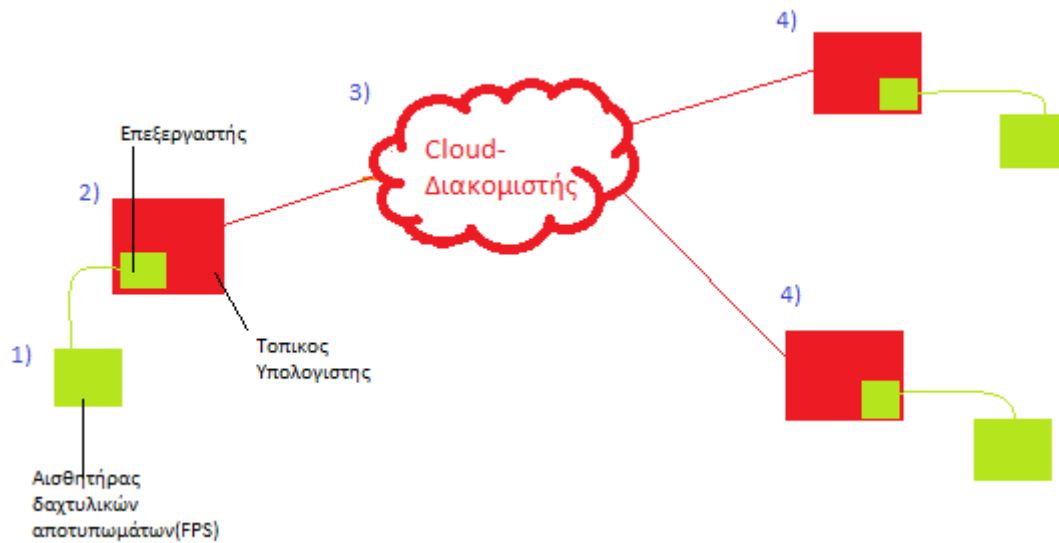 4)
3)
Επεξεργαστής
Cloud-
Διακομιστής
2)
4)
1)
Τοπικος
Υπολογιστης
Αισθητήρας
δαχτυλικών
αποτυπωμάτων(FPS)